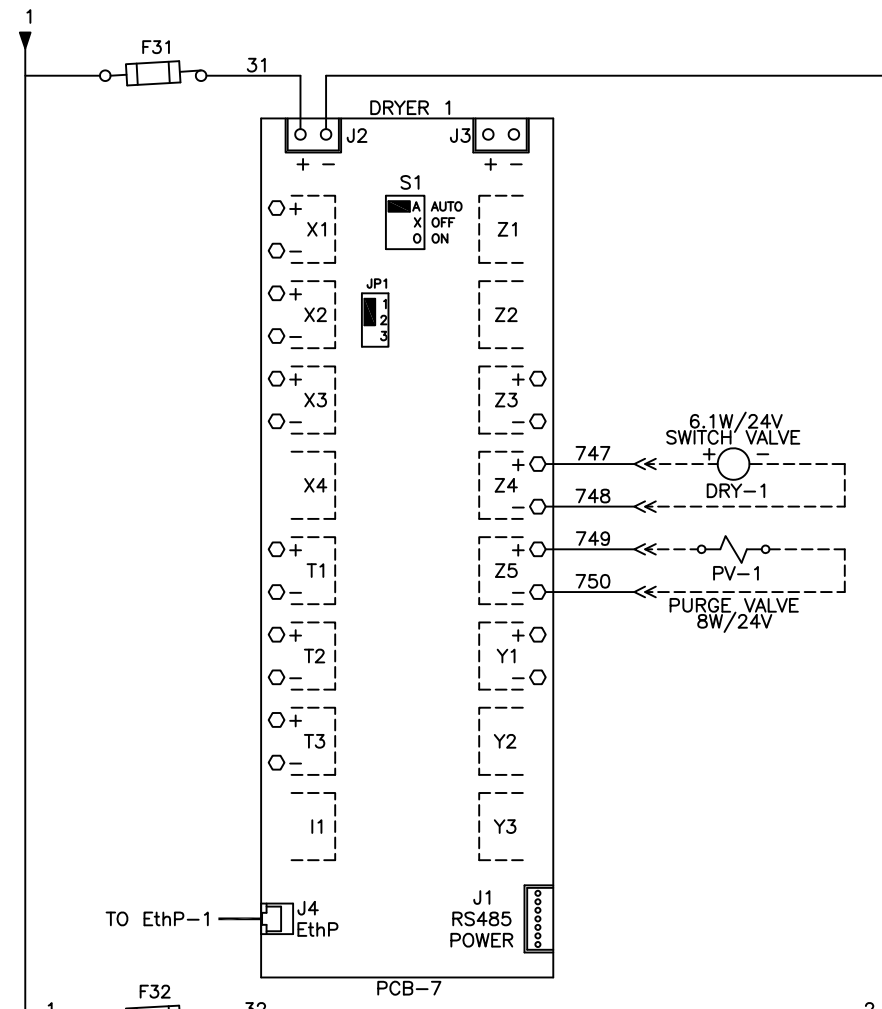 1
F31
31
DRYER 1
J2
J3
+ −
+ −
S1
A AUTO
X OFF
O ON
+
X1
−
Z1
JP1
1
2
3
+
X2
−
Z2
+
X3
−
+
Z3
−
6.1W/24V
SWITCH VALVE
+ −
DRY−1
X4
+
Z4
−
747
748
+
T1
−
+
Z5
−
749
750
PV−1
PURGE VALVE
8W/24V
+
T2
−
+
Y1
−
+
T3
−
Y2
I1
Y3
TO EthP−1
J4
EthP
J1
RS485
POWER
PCB−7
F32
1
32
2